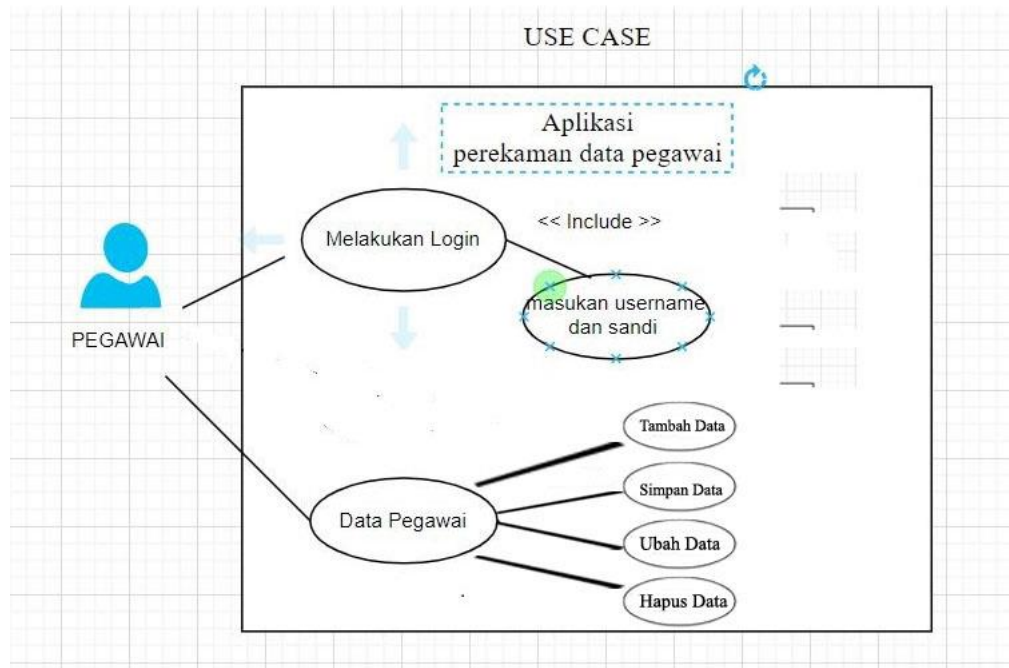 USE CASE
Aplikasi
perekaman data pegawai
Melakukan Login
<< Include >>
masukan username
dan sandi
PEGAWAI
Tambah Data
Simpan Data
Data Pegawai
Ubah Data
Hapus Data